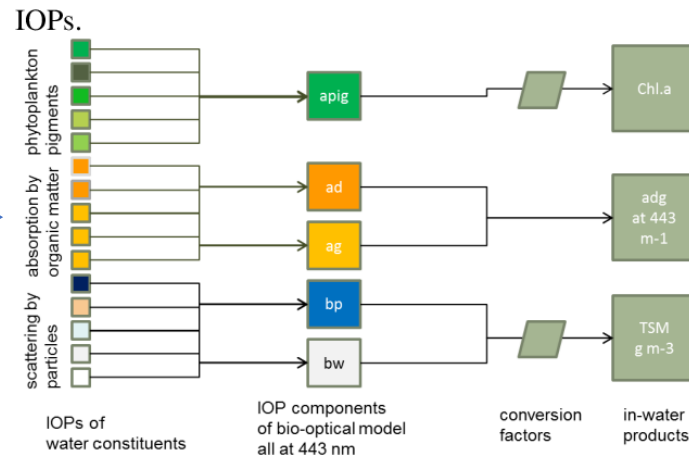 IOPs.
phytoplankton
pigments
absorption by
organic matter
scattering by
particles
apig
ad
ag
bp
bw
Chl.a
adg
at 443
m-1
TSM
g m-3
IOPs of
water constituents
IOP components
of bio-optical model
all at 443 nm
conversion
factors
in-water
products